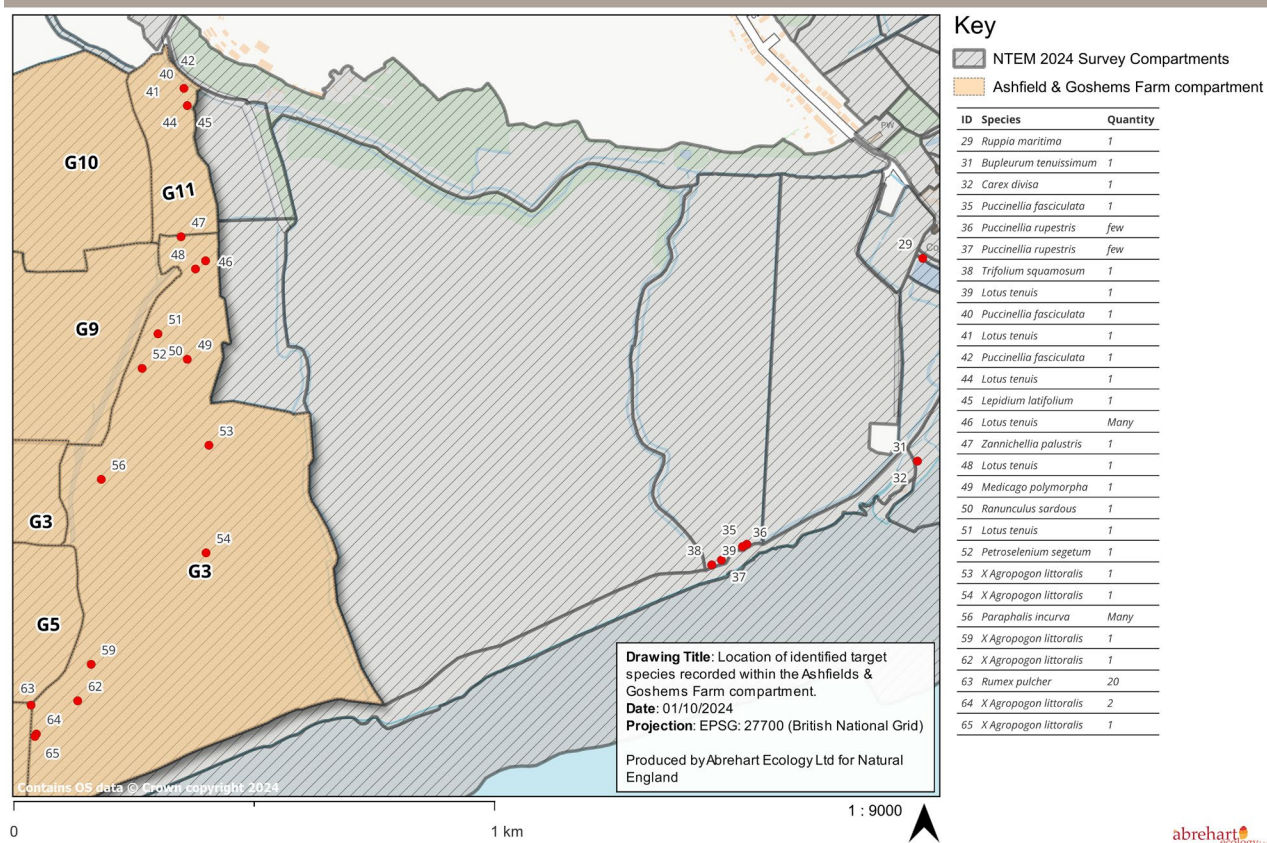 Key
NTEM 2024 Survey Compartments
Ashfield & Goshems Farm compartment
ID Species Quantity
29 Ruppia maritima 1
31 Bupleurum tenuissimum 1
32 Carex divisa 1
35 Puccinellia fasciculata 1
36 Puccinellia rupestris few
37 Puccinellia rupestris few
38 Trifolium squamosum 1
39 Lotus tenuis 1
40 Puccinellia fasciculata 1
41 Lotus tenuis 1
42 Puccinellia fasciculata 1
44 Lotus tenuis 1
45 Lepidium latifolium 1
46 Lotus tenuis Many
47 Zannichellia palustris 1
48 Lotus tenuis 1
49 Medicago polymorpha 1
50 Ranunculus sardous 1
51 Lotus tenuis 1
52 Petroselenium segetum 1
53 X Agropogon littoralis 1
54 X Agropogon littoralis 1
56 Paraphalis incurva Many
59 X Agropogon littoralis 1
62 X Agropogon littoralis 1
63 Rumex pulcher 20
64 X Agropogon littoralis 2
65 X Agropogon littoralis 1
42
40
41
44 45
G10
G11
PW
47
48
46
29
Co
G9
51
52 50 49
53
56
31
32
G3
54
G3
35 36
38 39
37
G5
59
62
63
64
65
Drawing Title: Location of identified target
species recorded within the Ashfields &
Goshems Farm compartment.
Date: 01/10/2024
Projection: EPSG: 27700 (British National Grid)
Produced by Abrehart Ecology Ltd for Natural
England
Contains OS data © Crown copyright 2024
0 1 km
1 : 9000
abrehart
ecology